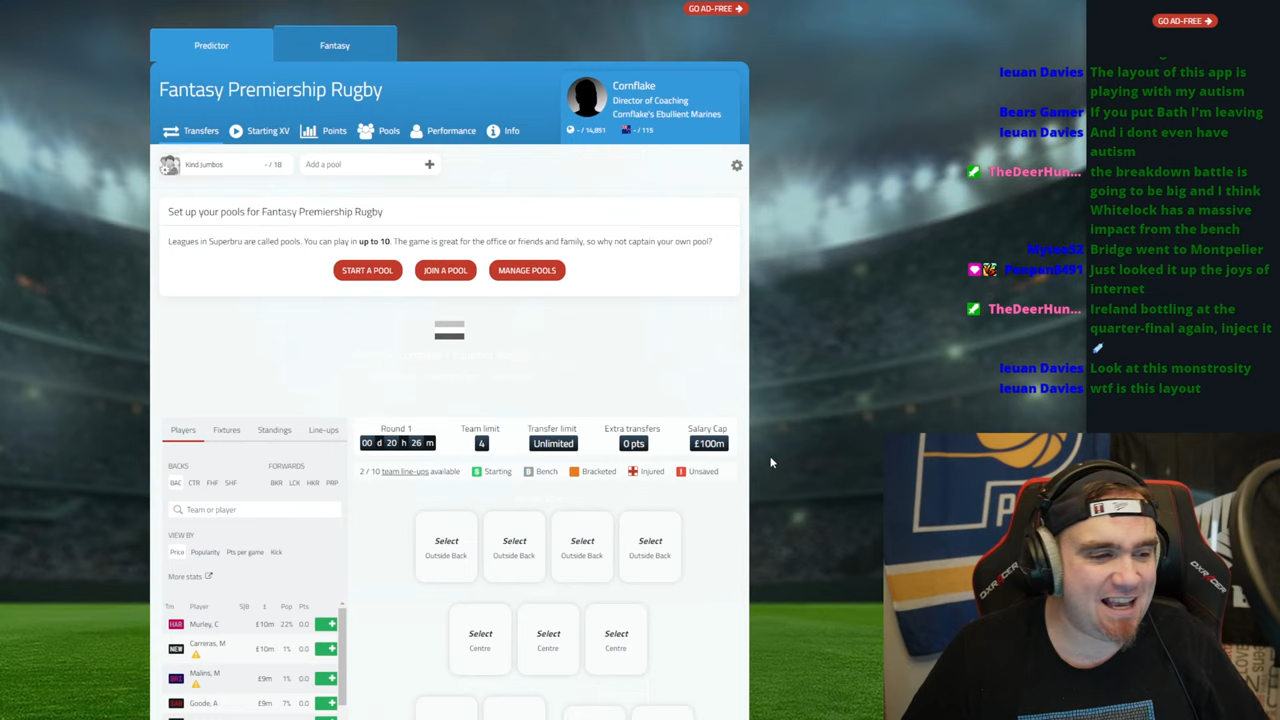 GO AD-FREE →
GO AD-FREE →
Predictor
Fantasy
Fantasy Premiership Rugby
Cornflake
Director of Coaching
Cornflake's Ebullient Marines
- / 14,851
- / 115
Transfers
Starting XV
Points
Pools
Performance
Info
Kind Jumbos
- / 18
Add a pool
Set up your pools for Fantasy Premiership Rugby
Leagues in Superbru are called pools. You can play in up to 10. The game is great for the office or friends and family, so why not captain your own pool?
START A POOL
JOIN A POOL
MANAGE POOLS
Players
Fixtures
Standings
Line-ups
BACKS
FORWARDS
BAC CTR FHF SHF
BKR LCK HKR PRP
Team or player
VIEW BY
Price Popularity Pts per game Kick
More stats
Tm Player S|B £ Pop Pts
HAR Murley, C £10m 22% 0.0
NEW Carreras, M £10m 1% 0.0
BRI Malins, M £9m 1% 0.0
Goode, A £9m 7% 0.0
Round 1
00 d 20 h 26 m
Team limit
4
Transfer limit
Unlimited
Extra transfers
0 pts
Salary Cap
£100m
2 / 10 team line-ups available
S Starting
B Bench
Bracketed
Injured
! Unsaved
Select
Outside Back
Select
Outside Back
Select
Outside Back
Select
Outside Back
Select
Centre
Select
Centre
Select
Centre
Ieuan Davies The layout of this app is
playing with my autism
Bears Gamer If you put Bath I'm leaving
Ieuan Davies And i dont even have
autism
TheDeerHun... the breakdown battle is
going to be big and I think
Whitelock has a massive
impact from the bench
Bridge went to Montpelier
Just looked it up the joys of
internet
TheDeerHun... Ireland bottling at the
quarter-final again, inject it
Ieuan Davies Look at this monstrosity
Ieuan Davies wtf is this layout
DXRACER
DXRACER